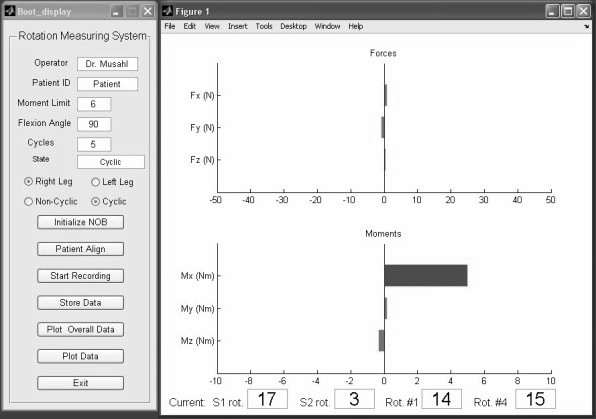 Boot_display
Rotation Measuring System
Operator Dr. Musahl
Patient ID Patient
Moment Limit 6
Flexion Angle 90
Cycles 5
State Cyclic
Right Leg Left Leg
Non-Cyclic Cyclic
Initialize NOB
Patient Align
Start Recording
Store Data
Plot Overall Data
Plot Data
Exit
Figure 1
File Edit View Insert Tools Desktop Window Help
Forces
Fx (N)
Fy (N)
Fz (N)
-50 -40 -30 -20 -10 0 10 20 30 40 50
Moments
Mx (Nm)
My (Nm)
Mz (Nm)
-10 -8 -6 -4 -2 0 2 4 6 8 10
Current: S1 rot. 17 S2 rot. 3 Rot. #1 14 Rot. #4 15